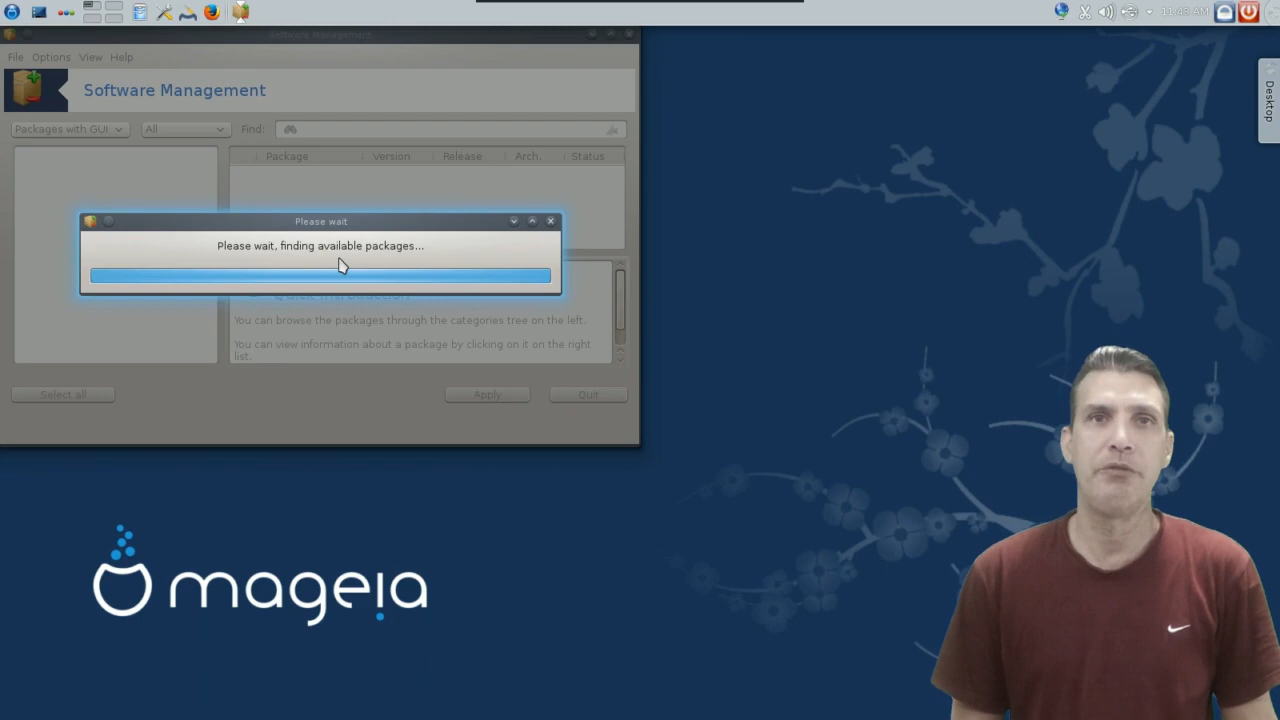 11:43 AM
Desktop
Software Management
File Options View Help
Software Management
Packages with GUI All Find:
Package Version Release Arch. Status
Please wait
Please wait, finding available packages...
You can browse the packages through the categories tree on the left.
You can view information about a package by clicking on it on the right
list.
Select all Apply Quit
mageia